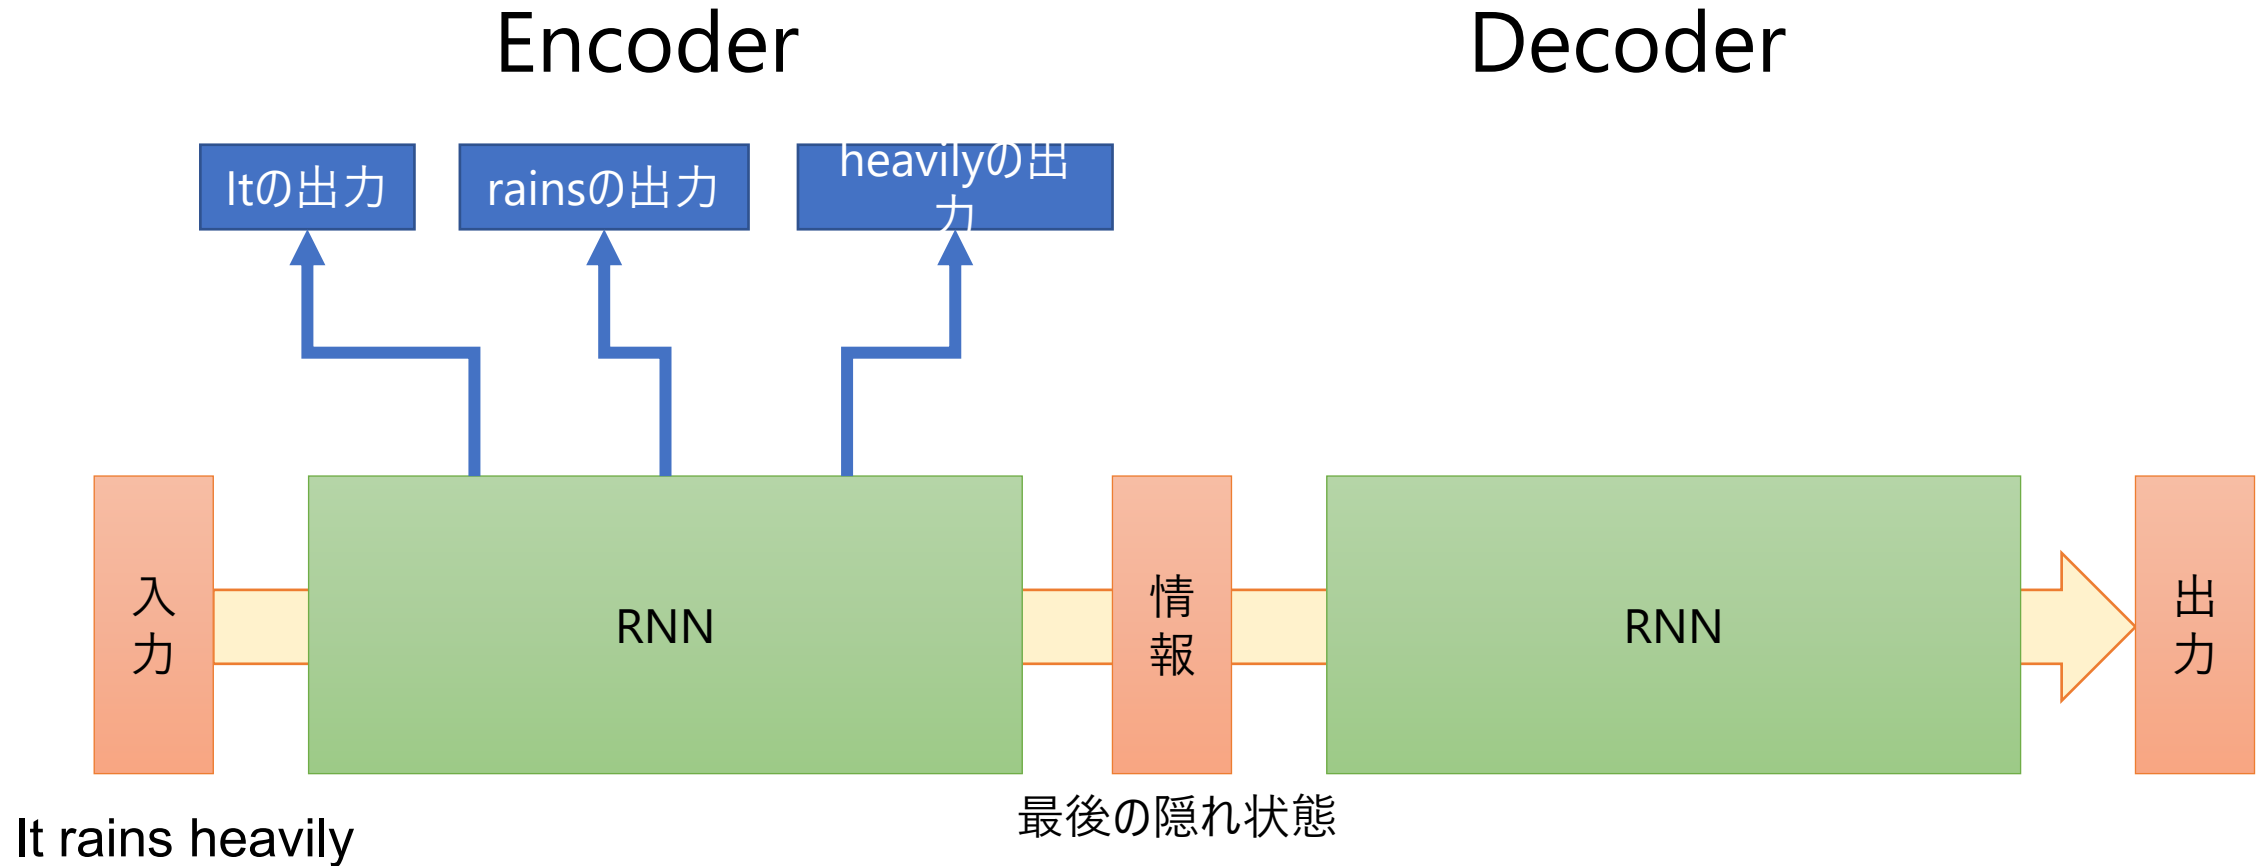 Encoder
Decoder
Itの出力
rainsの出力
heavilyの出
力
入
力
RNN
情
報
RNN
出
力
最後の隠れ状態
It rains heavily